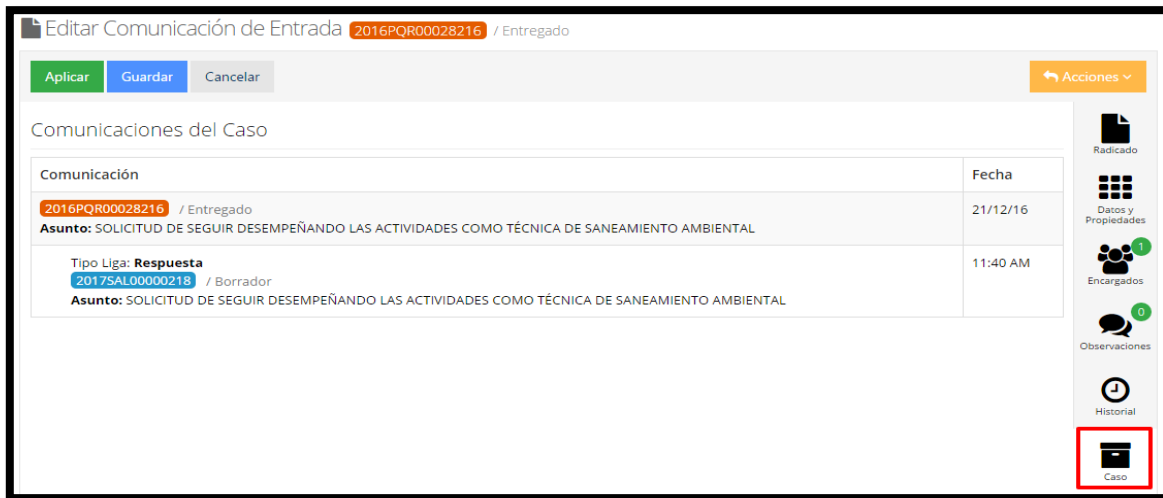 Editar Comunicación de Entrada 2016PQR00028216 / Entregado
Aplicar Guardar Cancelar Acciones
Comunicaciones del Caso
Comunicación Fecha
2016PQR00028216 / Entregado 21/12/16
Asunto: SOLICITUD DE SEGUIR DESEMPEÑANDO LAS ACTIVIDADES COMO TÉCNICA DE SANEAMIENTO AMBIENTAL
Tipo Liga: Respuesta 11:40 AM
2017SAL00000218 / Borrador
Asunto: SOLICITUD DE SEGUIR DESEMPEÑANDO LAS ACTIVIDADES COMO TÉCNICA DE SANEAMIENTO AMBIENTAL
Radicado
Datos y
Propiedades
1
Encargados
0
Observaciones
Historial
Caso